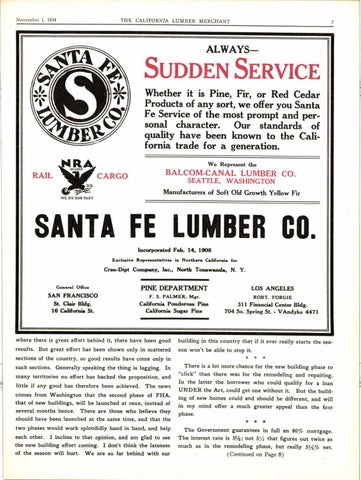 November 1, 1934
THE CALIFORNIA LUMBER MERCHANT
7
SANTA FE
S
LUMBER CO.
ALWAYS—
SUDDEN SERVICE
Whether it is Pine, Fir, or Red Cedar
Products of any sort, we offer you Santa
Fe Service of the most prompt and per-
sonal character. Our standards of
quality have been known to the Cali-
fornia trade for a generation.
RAIL
NRA
MEMBER
U.S.
WE DO OUR PART
CARGO
We Represent the
BALCOM-CANAL LUMBER CO.
SEATTLE, WASHINGTON
Manufacturers of Soft Old Growth Yellow Fir
SANTA FE LUMBER CO.
Incorporated Feb. 14, 1908
Exclusive Representatives in Northern California for
Creo-Dipt Company, Inc., North Tonawanda, N. Y.
General Office
SAN FRANCISCO
St. Clair Bldg.
16 California St.
PINE DEPARTMENT
F. S. PALMER, Mgr.
California Ponderosa Pine
California Sugar Pine
LOS ANGELES
ROBT. FORGIE
311 Financial Center Bldg.
704 So. Spring St. - VAndyke 4471
where there is great effort behind it, there have been good
results. But great effort has been shown only in scattered
sections of the country, so good results have come only in
such sections. Generally speaking the thing is lagging. In
many territories no effort has backed the proposition, and
little if any good has therefore been achieved. The news
comes from Washington that the second phase of FHA,
that of new buildings, will be launched at once, instead of
several months hence. There are those who believe they
should have been launched at the same time, and that the
two phases would work splendidly hand in hand, and help
each other. I incline to that opinion, and am glad to see
the new building effort coming. I don't think the lateness
of the season will hurt. We are so far behind with our
building in this country that if it ever really starts the sea-
son won't be able to stop it.
* * *
There is a lot more chance for the new building phase to
"click" than there was for the remodeling and repairing.
In the latter the borrower who could qualify for a loan
UNDER the Act, could get one without it. But the build-
ing of new homes could and should be different, and will
in my mind offer a much greater appeal than the first
phase.
* * *
The Government guarantees in full an 80% mortgage.
The interest rate is 5½; not 5½ that figures out twice as
much as in the remodeling phase, but really 5½% net.
(Continued on Page 8)